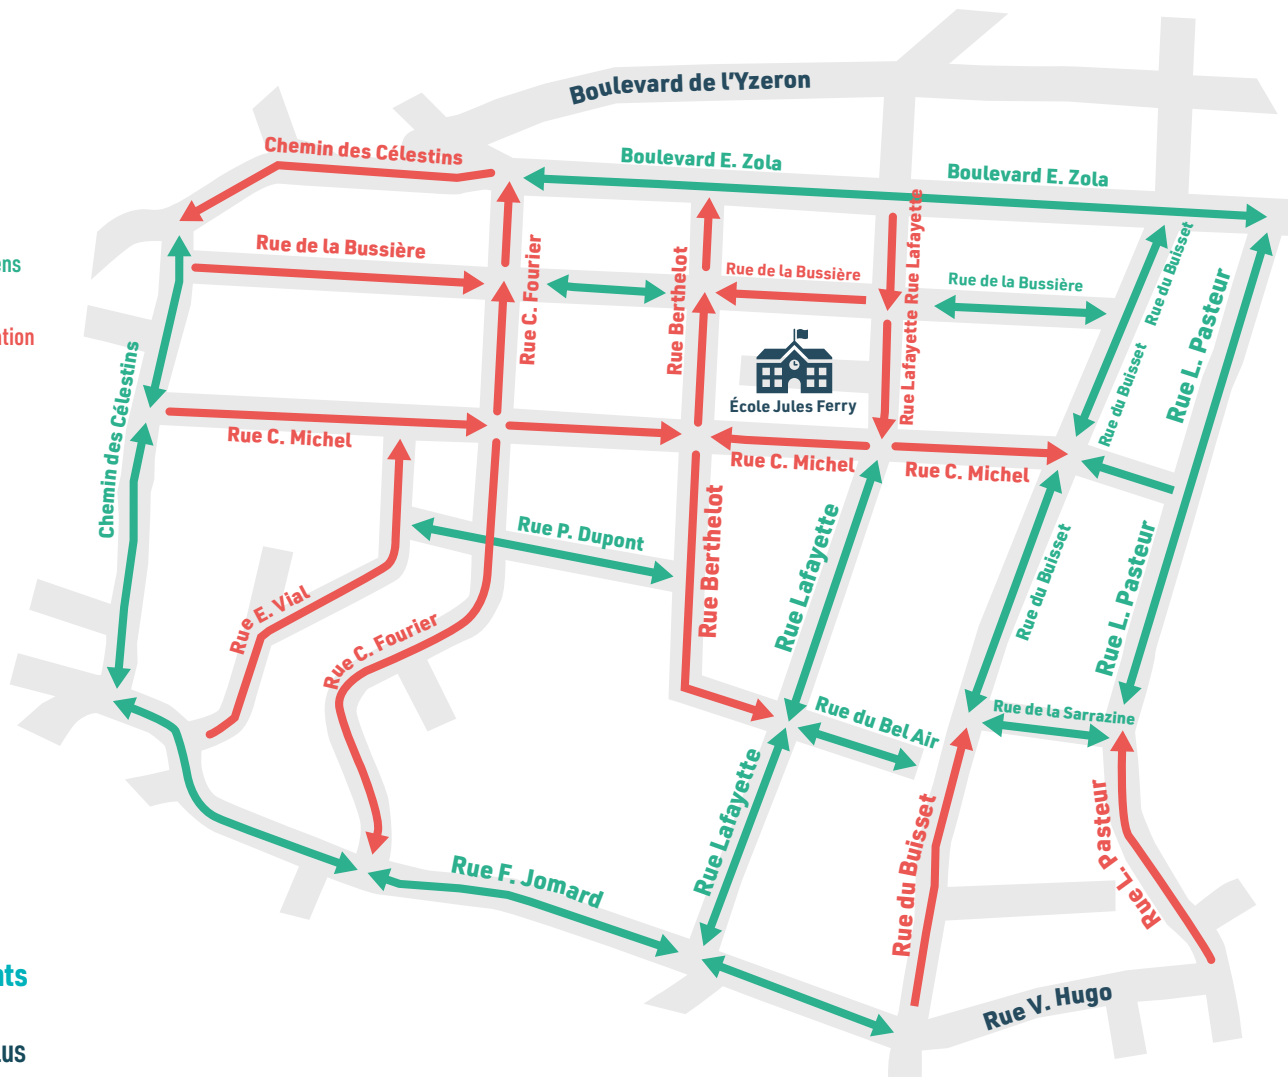 Boulevard de l'Yzeron
Chemin des Célestins
Boulevard E. Zola
Boulevard E. Zola
Rue Lafayette
Rue du Buisset
Rue de la Bussière
Rue C. Fourier
Rue Berthelot
Rue de la Bussière
Rue de la Bussière
Rue L. Pasteur
ens
ation
Chemin des Célestins
Rue Lafayette
Rue du Buisset
École Jules Ferry
Rue C. Michel
Rue C. Michel
Rue C. Michel
Rue P. Dupont
Rue Berthelot
Rue Lafayette
Rue du Buisset
Rue L. Pasteur
Rue E. Vial
Rue C. Fourier
Rue du Bel Air
Rue de la Sarrazine
Rue Lafayette
Rue du Buisset
Rue L. Pasteur
Rue F. Jomard
nts
Rue V. Hugo
lus